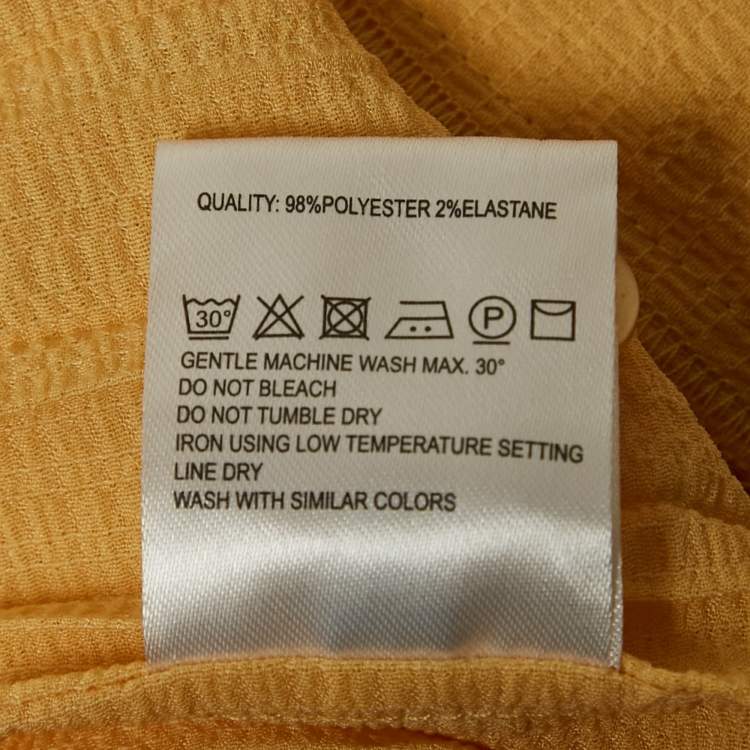 QUALITY: 98%POLYESTER 2%ELASTANE
30° P
GENTLE MACHINE WASH MAX. 30°
DO NOT BLEACH
DO NOT TUMBLE DRY
IRON USING LOW TEMPERATURE SETTING
LINE DRY
WASH WITH SIMILAR COLORS